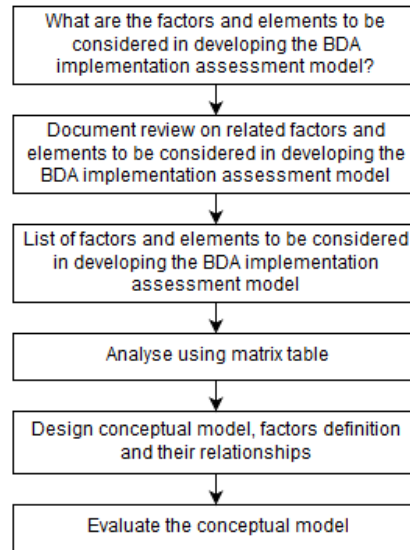 What are the factors and elements to be
considered in developing the BDA
implementation assessment model?
Document review on related factors and
elements to be considered in developing the
BDA implementation assessment model
List of factors and elements to be considered
in developing the BDA implementation
assessment model
Analyse using matrix table
Design conceptual model, factors definition
and their relationships
Evaluate the conceptual model